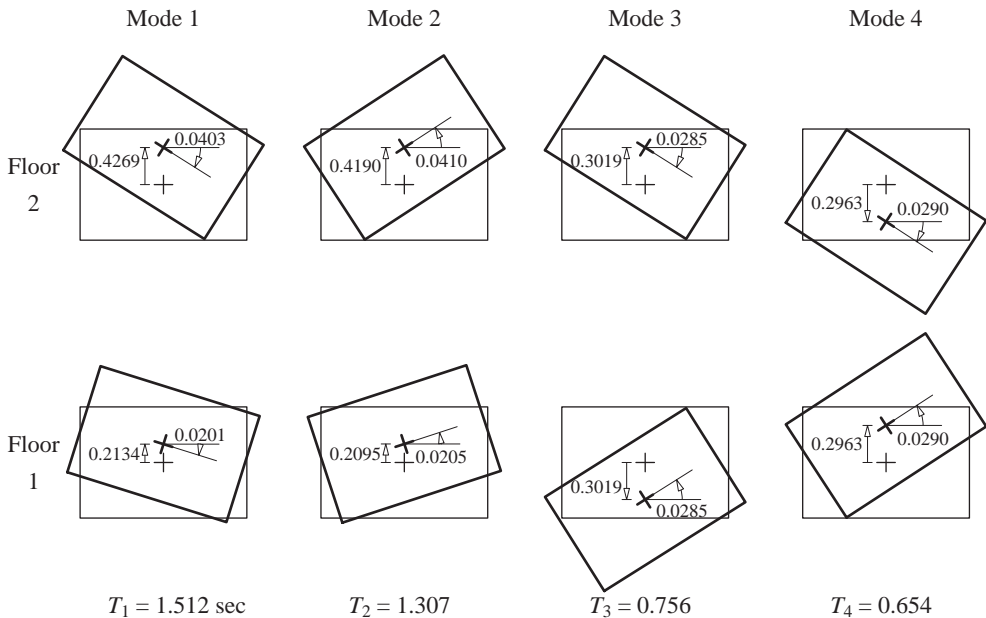 Mode 1 Mode 2 Mode 3 Mode 4
Floor 2
0.4269 0.0403
0.4190 0.0410
0.3019 0.0285
0.2963 0.0290
Floor 1
0.2134 0.0201
0.2095 0.0205
0.3019 0.0285
0.2963 0.0290
T1 = 1.512 sec T2 = 1.307 T3 = 0.756 T4 = 0.654